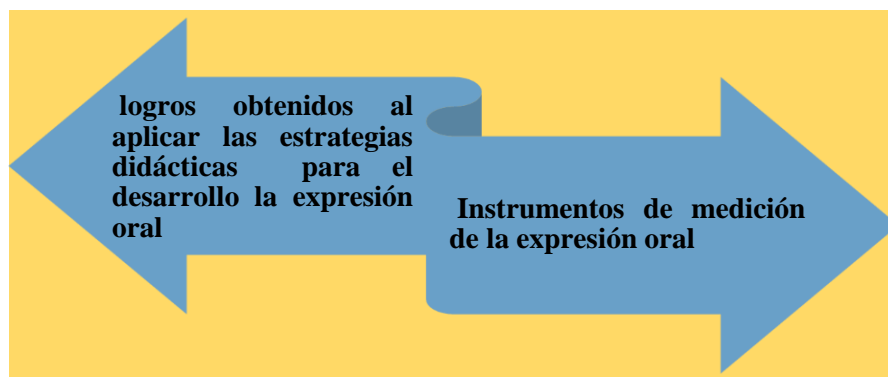 logros obtenidos al
aplicar las estrategias
didácticas para el
desarrollo la expresión
oral
Instrumentos de medición
de la expresión oral